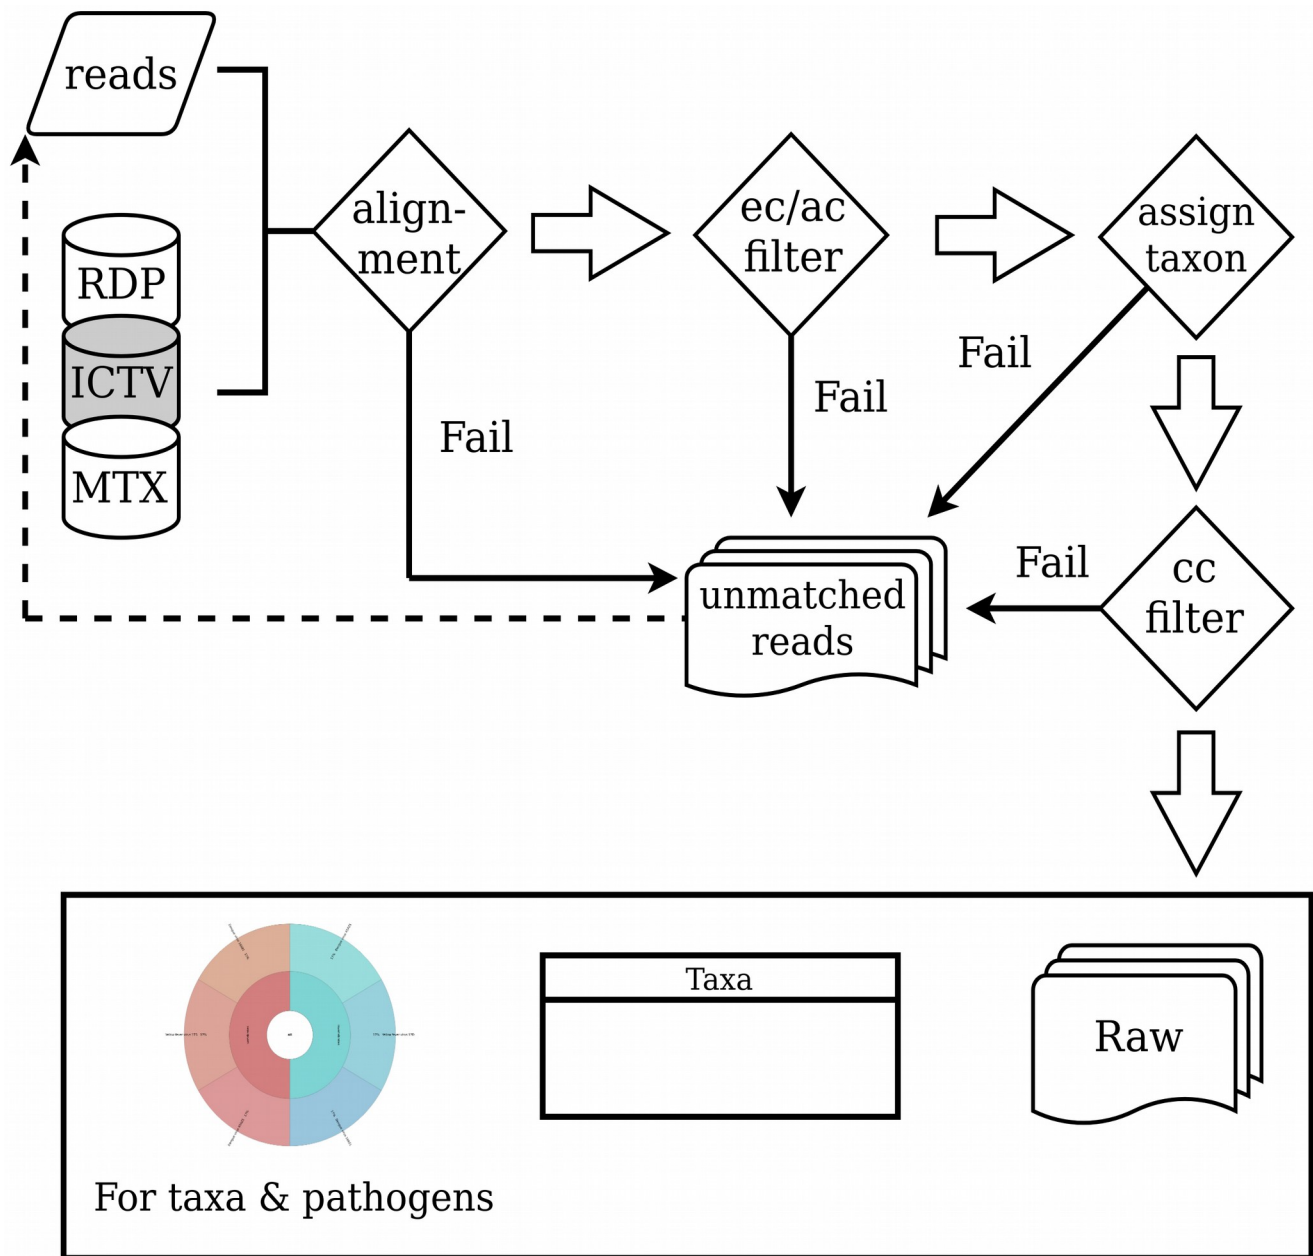 reads
RDP
ICTV
MTX
align-
ment
ec/ac
filter
assign
taxon
Fail
Fail
Fail
Fail
unmatched
reads
cc
filter
Taxa
Raw
For taxa & pathogens